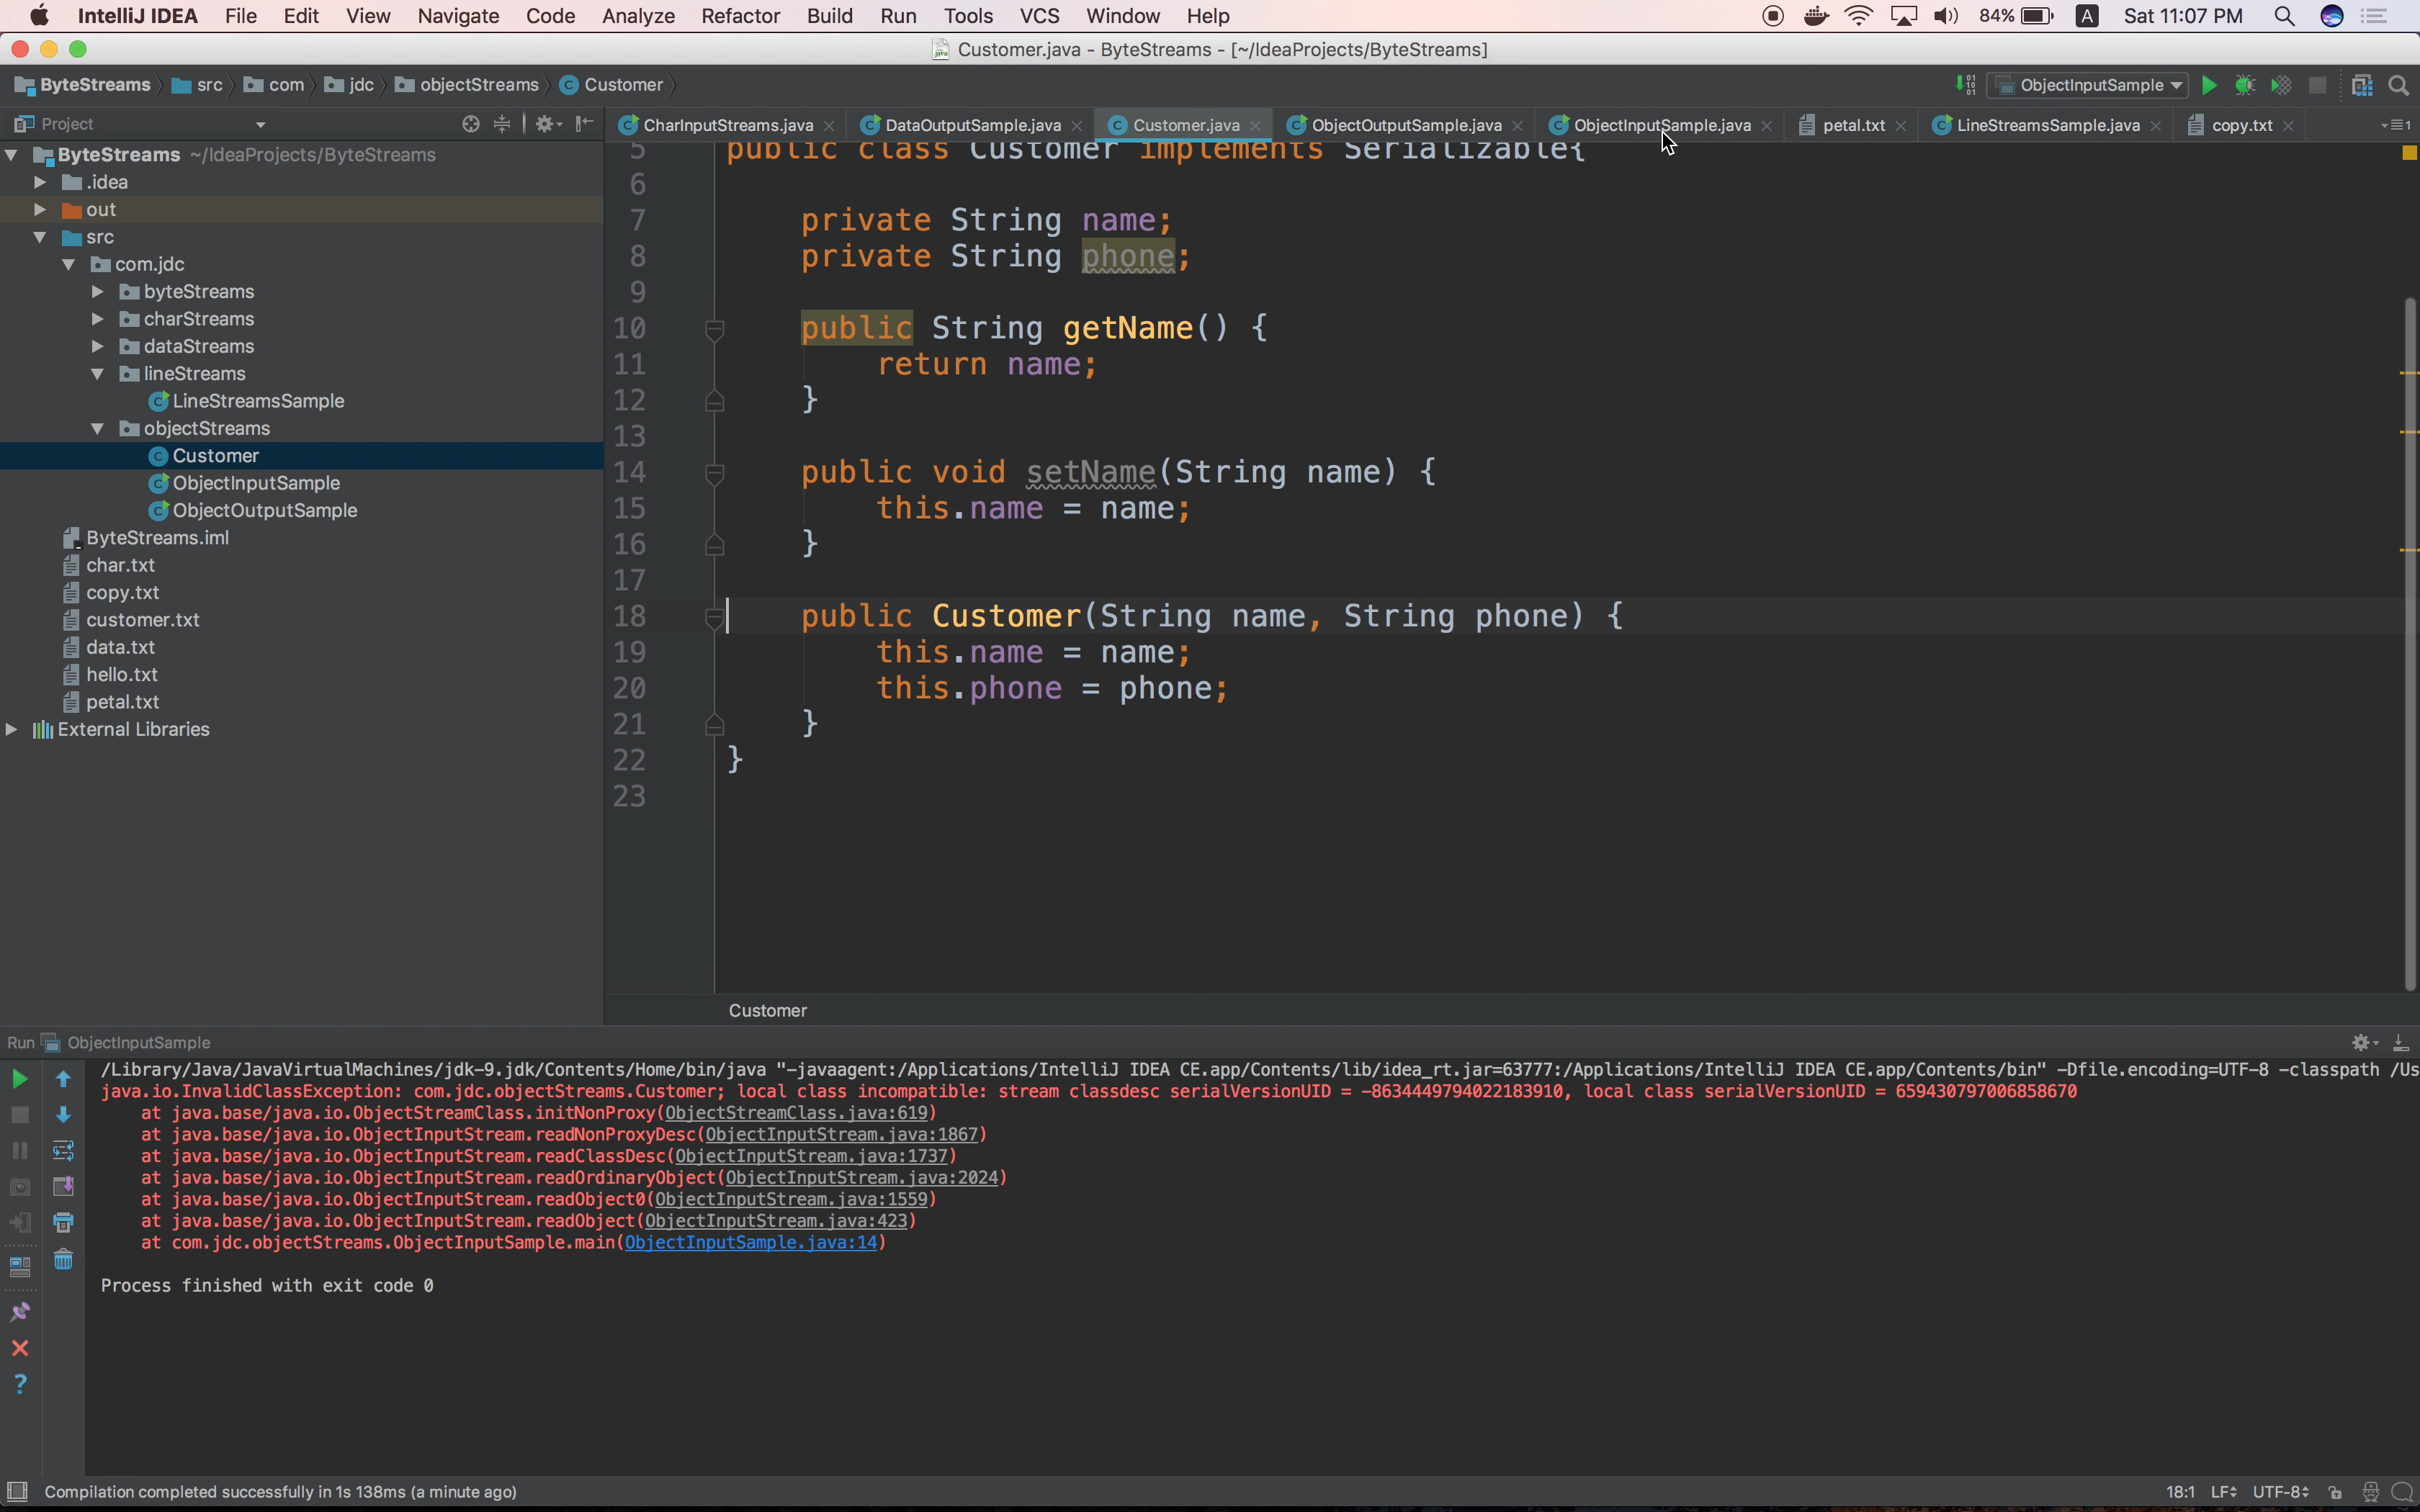 IntelliJ IDEA File Edit View Navigate Code Analyze Refactor Build Run Tools VCS Window Help 84% A Sat 11:07 PM
Customer.java - ByteStreams - [~/IdeaProjects/ByteStreams]
ByteStreams src com jdc objectStreams Customer ObjectInputSample
Project CharInputStreams.java DataOutputSample.java Customer.java ObjectOutputSample.java ObjectInputSample.java petal.txt LineStreamsSample.java copy.txt
ByteStreams ~/IdeaProjects/ByteStreams
.idea
out
src
com.jdc
byteStreams
charStreams
dataStreams
lineStreams
LineStreamsSample
objectStreams
Customer
ObjectInputSample
ObjectOutputSample
ByteStreams.iml
char.txt
copy.txt
customer.txt
data.txt
hello.txt
petal.txt
External Libraries
5 public class Customer implements Serializable{
6
7 private String name;
8 private String phone;
9
10 public String getName() {
11 return name;
12 }
13
14 public void setName(String name) {
15 this.name = name;
16 }
17
18 public Customer(String name, String phone) {
19 this.name = name;
20 this.phone = phone;
21 }
22 }
23
Customer
Run ObjectInputSample
/Library/Java/JavaVirtualMachines/jdk-9.jdk/Contents/Home/bin/java "-javaagent:/Applications/IntelliJ IDEA CE.app/Contents/lib/idea_rt.jar=63777:/Applications/IntelliJ IDEA CE.app/Contents/bin" -Dfile.encoding=UTF-8 -classpath /Us
java.io.InvalidClassException: com.jdc.objectStreams.Customer; local class incompatible: stream classdesc serialVersionUID = -8634449794022183910, local class serialVersionUID = 659430797006858670
at java.base/java.io.ObjectStreamClass.initNonProxy(ObjectStreamClass.java:619)
at java.base/java.io.ObjectInputStream.readNonProxyDesc(ObjectInputStream.java:1867)
at java.base/java.io.ObjectInputStream.readClassDesc(ObjectInputStream.java:1737)
at java.base/java.io.ObjectInputStream.readOrdinaryObject(ObjectInputStream.java:2024)
at java.base/java.io.ObjectInputStream.readObject0(ObjectInputStream.java:1559)
at java.base/java.io.ObjectInputStream.readObject(ObjectInputStream.java:423)
at com.jdc.objectStreams.ObjectInputSample.main(ObjectInputSample.java:14)
Process finished with exit code 0
Compilation completed successfully in 1s 138ms (a minute ago) 18:1 LF UTF-8